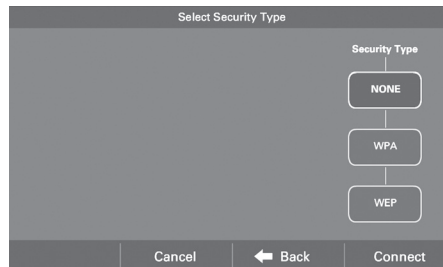 Select Security Type
Security Type
NONE
WPA
WEP
Cancel
Back
Connect